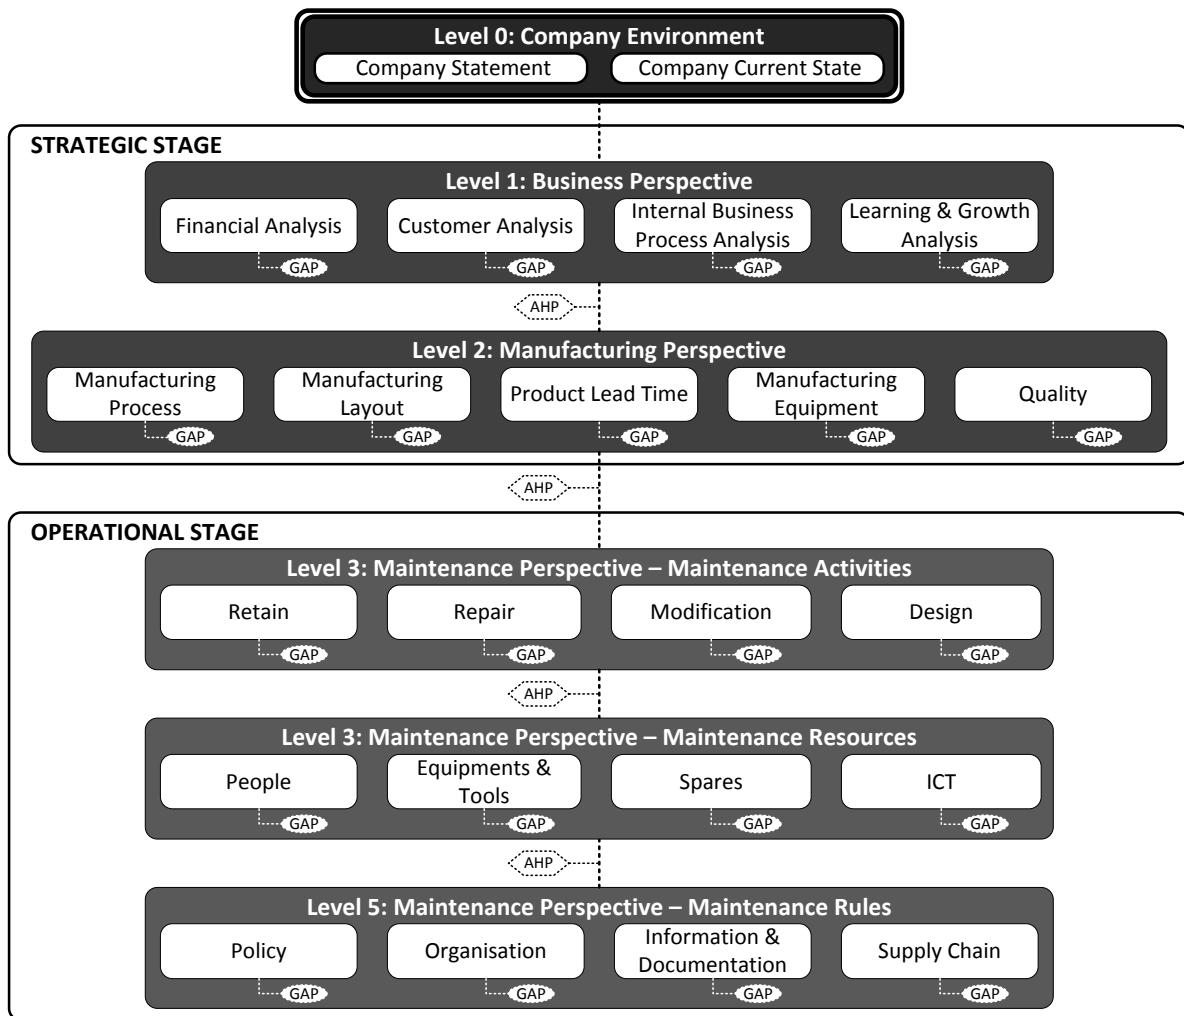 Level 0: Company Environment
Company Statement
Company Current State
STRATEGIC STAGE
Level 1: Business Perspective
Financial Analysis
Customer Analysis
Internal Business
Process Analysis
Learning & Growth
Analysis
GAP
GAP
GAP
GAP
AHP
Level 2: Manufacturing Perspective
Manufacturing
Process
Manufacturing
Layout
Product Lead Time
Manufacturing
Equipment
Quality
GAP
GAP
GAP
GAP
GAP
AHP
OPERATIONAL STAGE
Level 3: Maintenance Perspective – Maintenance Activities
Retain
Repair
Modification
Design
GAP
GAP
GAP
GAP
AHP
Level 3: Maintenance Perspective – Maintenance Resources
People
Equipments &
Tools
Spares
ICT
GAP
GAP
GAP
GAP
AHP
Level 5: Maintenance Perspective – Maintenance Rules
Policy
Organisation
Information &
Documentation
Supply Chain
GAP
GAP
GAP
GAP